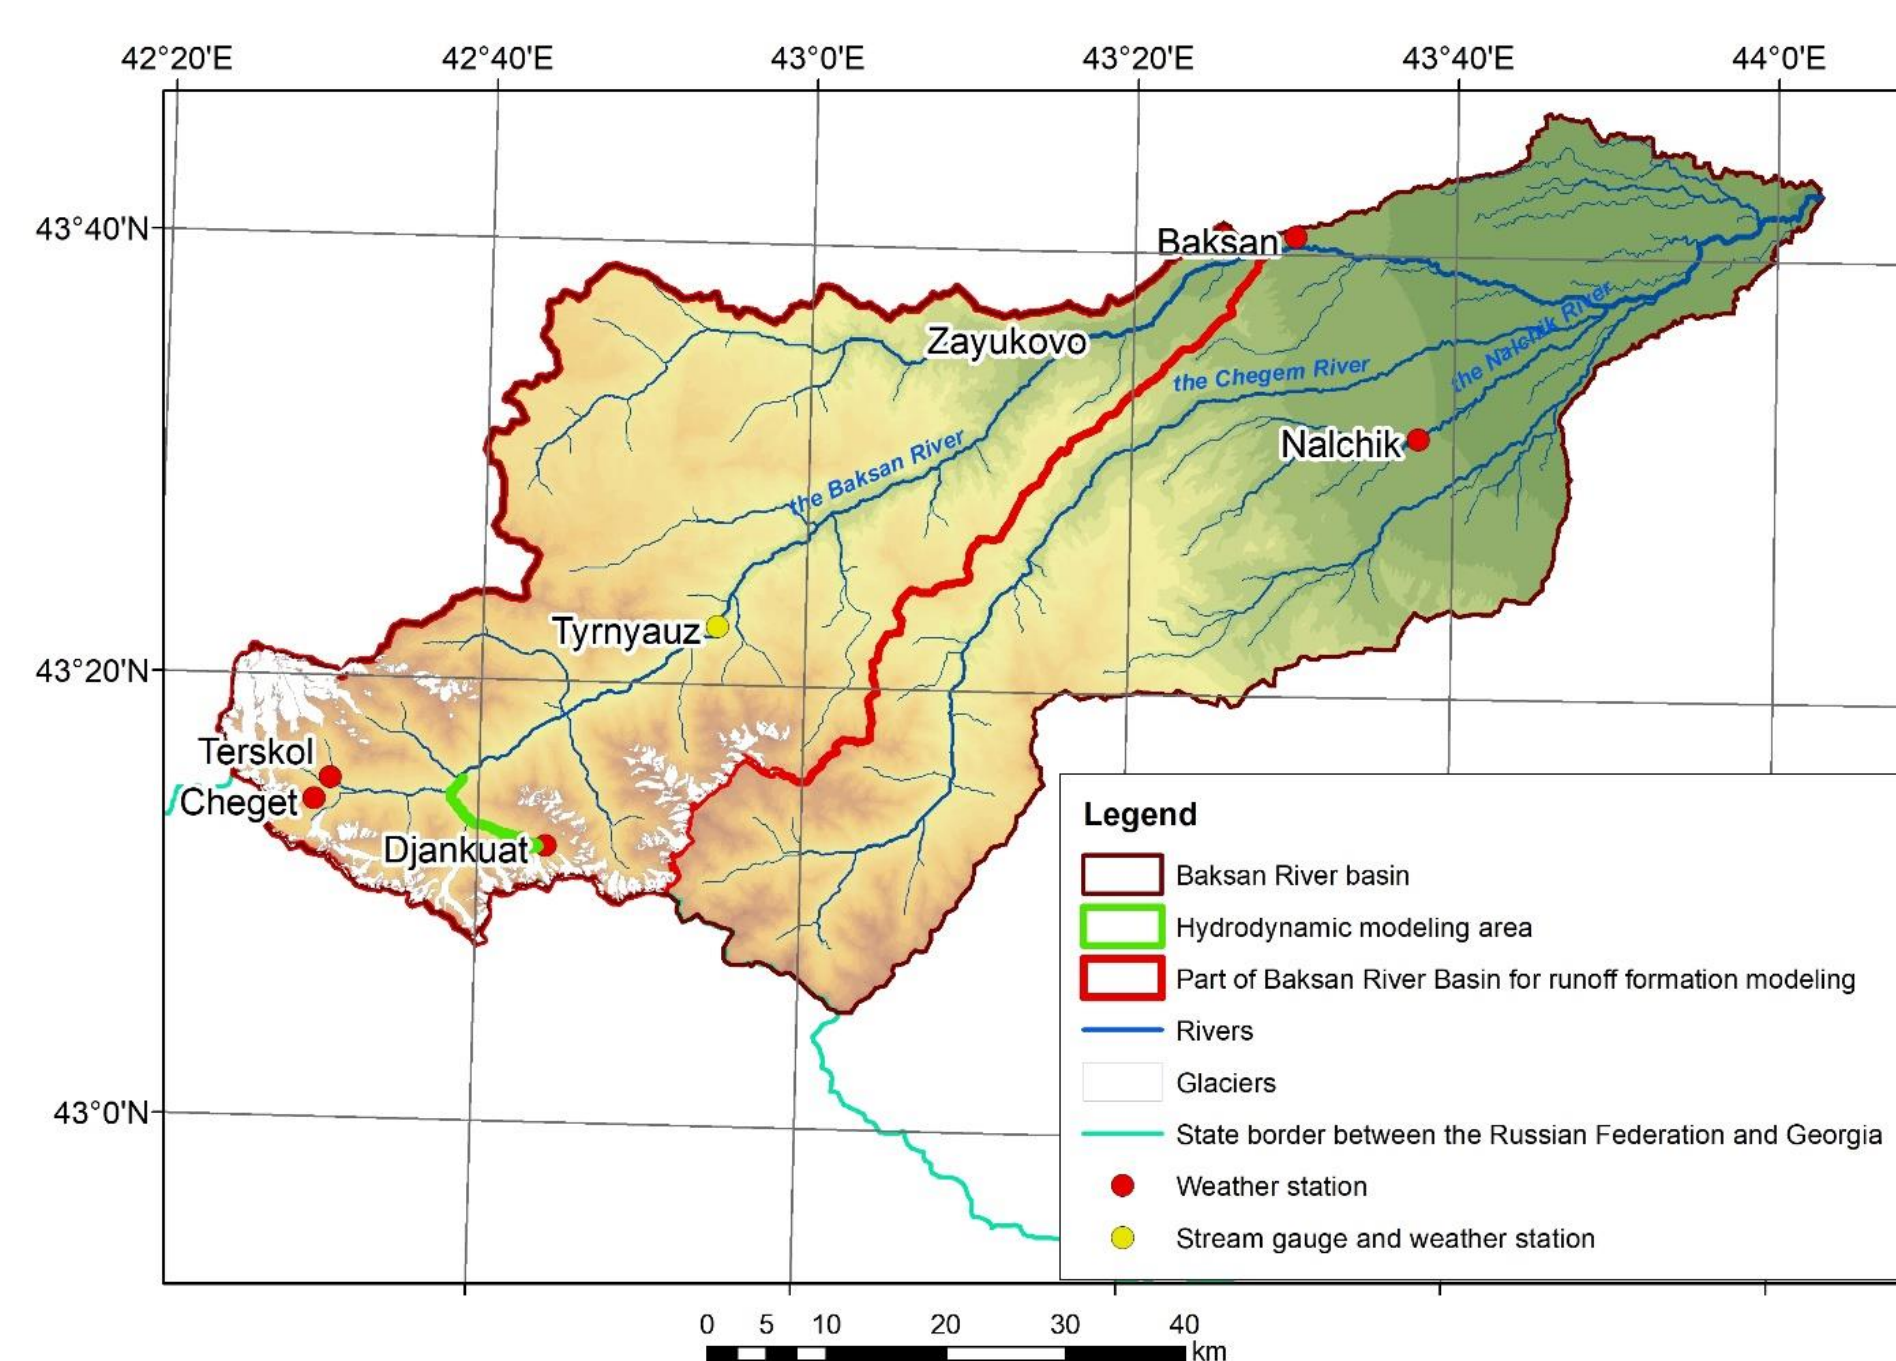 42°20'E 42°40'E 43°0'E 43°20'E 43°40'E 44°0'E
43°40'N
Baksan
the Nalchik River
Zayukovo
the Chegem River
Nalchik
the Baksan River
Tyrnyauz
43°20'N
Terskol
Cheget
Djankuat
Legend
Baksan River basin
Hydrodynamic modeling area
Part of Baksan River Basin for runoff formation modeling
Rivers
Glaciers
43°0'N
State border between the Russian Federation and Georgia
Weather station
Stream gauge and weather station
0 5 10 20 30 40
km